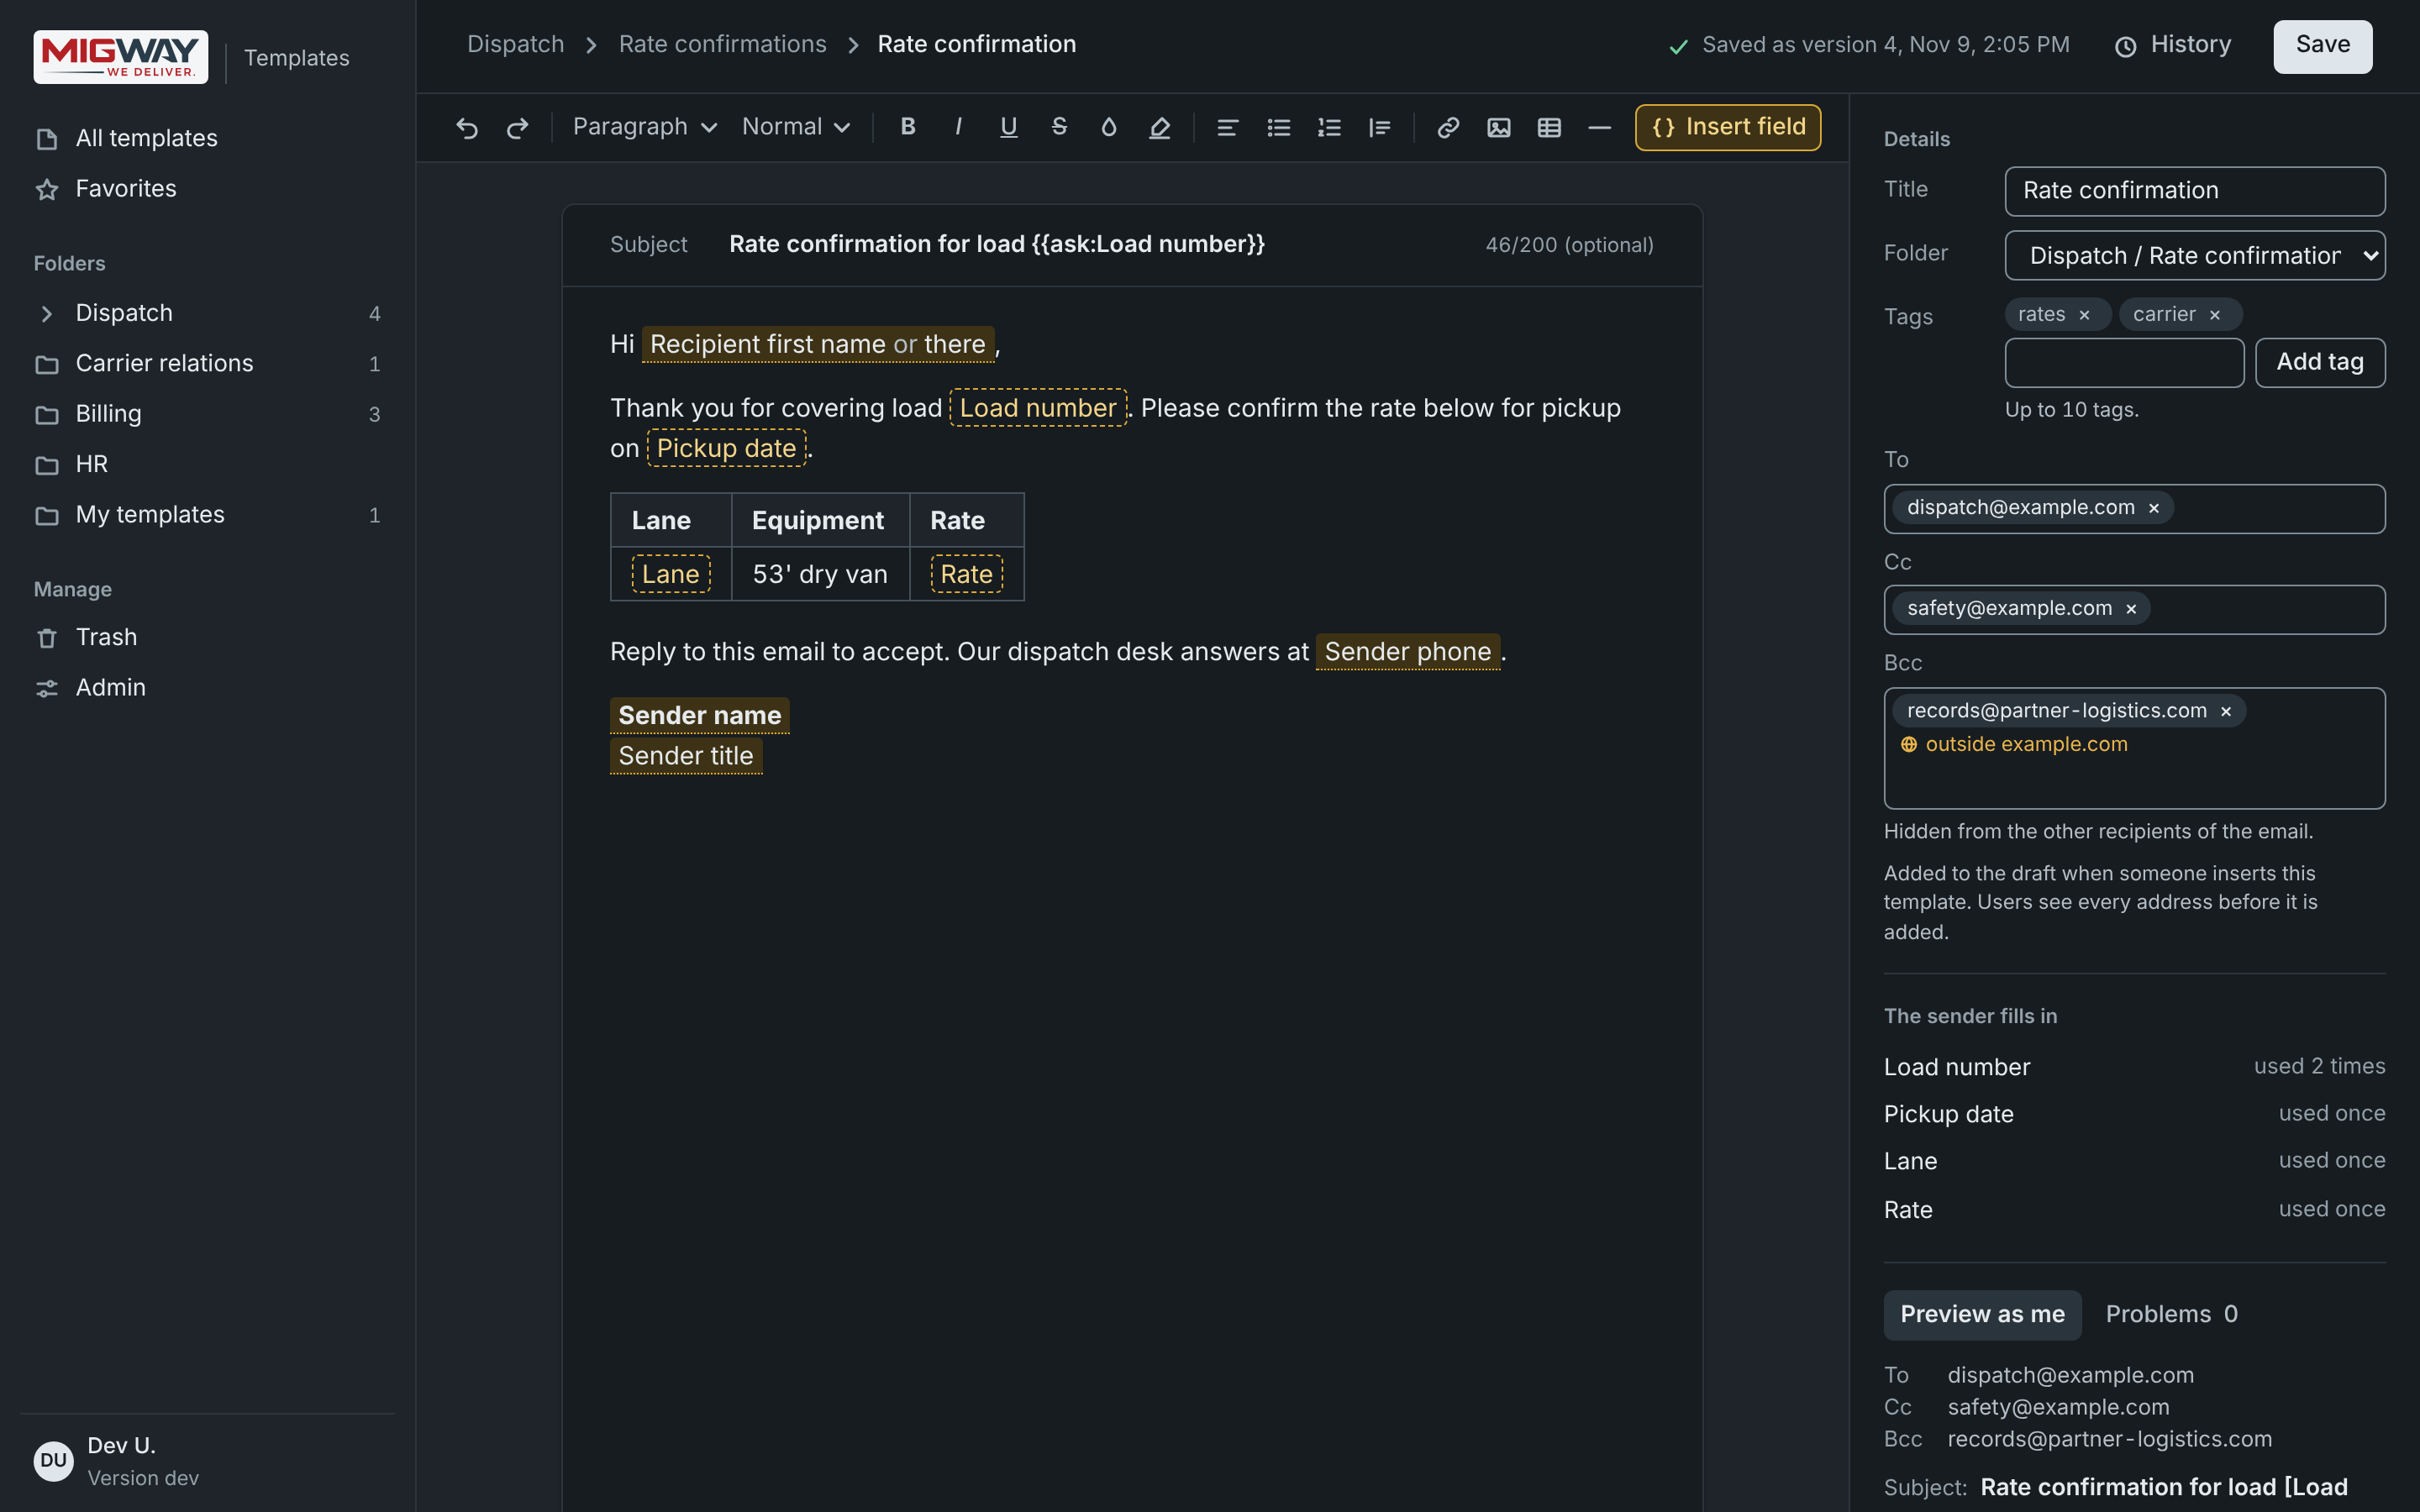 MIGWAY
WE DELIVER.
Templates
All templates
Favorites
Folders
Dispatch 4
Carrier relations 1
Billing 3
HR
My templates 1
Manage
Trash
Admin
DU
Dev U.
Version dev
Dispatch Rate confirmations Rate confirmation
Saved as version 4, Nov 9, 2:05 PM
History
Save
Paragraph Normal B I U S {} Insert field
Subject Rate confirmation for load {{ask:Load number}} 46/200 (optional)
Hi Recipient first name or there ,
Thank you for covering load Load number . Please confirm the rate below for pickup
on Pickup date .
Lane Equipment Rate
Lane 53' dry van Rate
Reply to this email to accept. Our dispatch desk answers at Sender phone .
Sender name
Sender title
Details
Title Rate confirmation
Folder Dispatch / Rate confirmation
Tags rates × carrier ×
Add tag
Up to 10 tags.
To
dispatch@example.com ×
Cc
safety@example.com ×
Bcc
records@partner-logistics.com ×
outside example.com
Hidden from the other recipients of the email.
Added to the draft when someone inserts this
template. Users see every address before it is
added.
The sender fills in
Load number used 2 times
Pickup date used once
Lane used once
Rate used once
Preview as me Problems 0
To dispatch@example.com
Cc safety@example.com
Bcc records@partner-logistics.com
Subject: Rate confirmation for load [Load